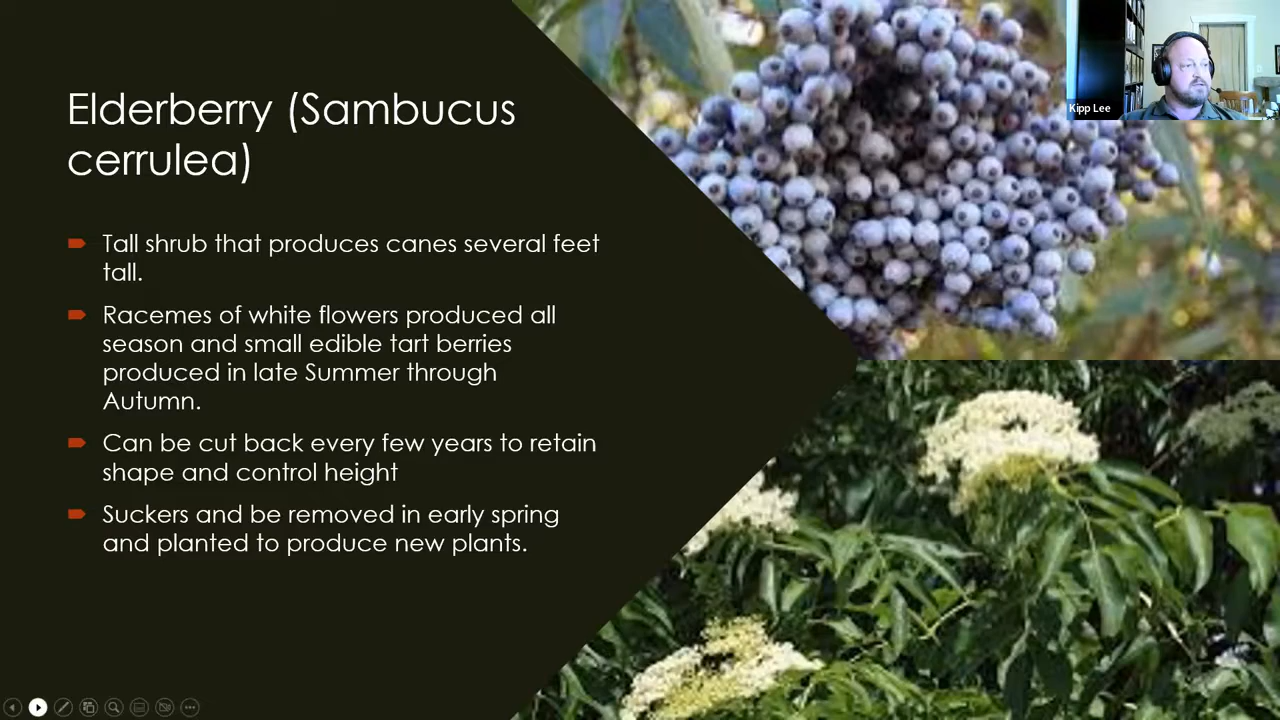 Elderberry (Sambucus
cerrulea)
Tall shrub that produces canes several feet
tall.
Racemes of white flowers produced all
season and small edible tart berries
produced in late Summer through
Autumn.
Can be cut back every few years to retain
shape and control height
Suckers and be removed in early spring
and planted to produce new plants.
Kipp Lee